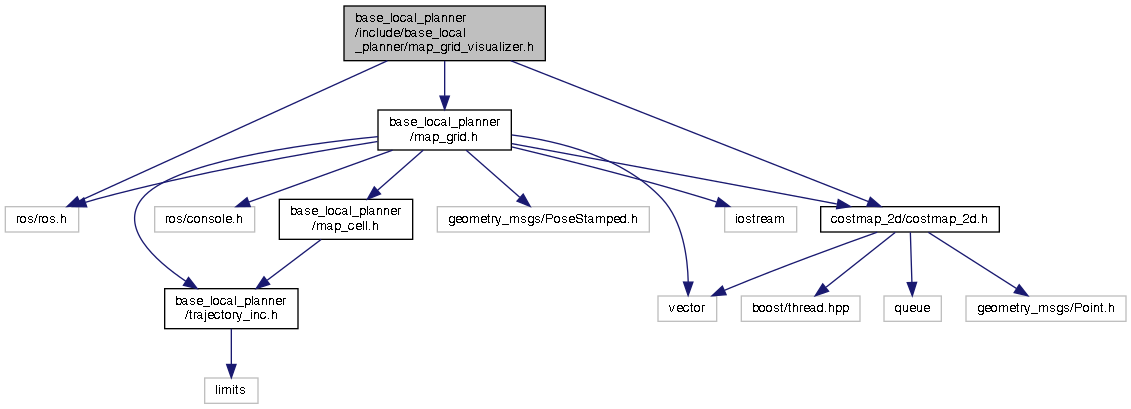 base_local_planner
/include/base_local
_planner/map_grid_visualizer.h
base_local_planner
/map_grid.h
ros/ros.h
ros/console.h
base_local_planner
/map_cell.h
geometry_msgs/PoseStamped.h
iostream
costmap_2d/costmap_2d.h
base_local_planner
/trajectory_inc.h
vector
boost/thread.hpp
queue
geometry_msgs/Point.h
limits